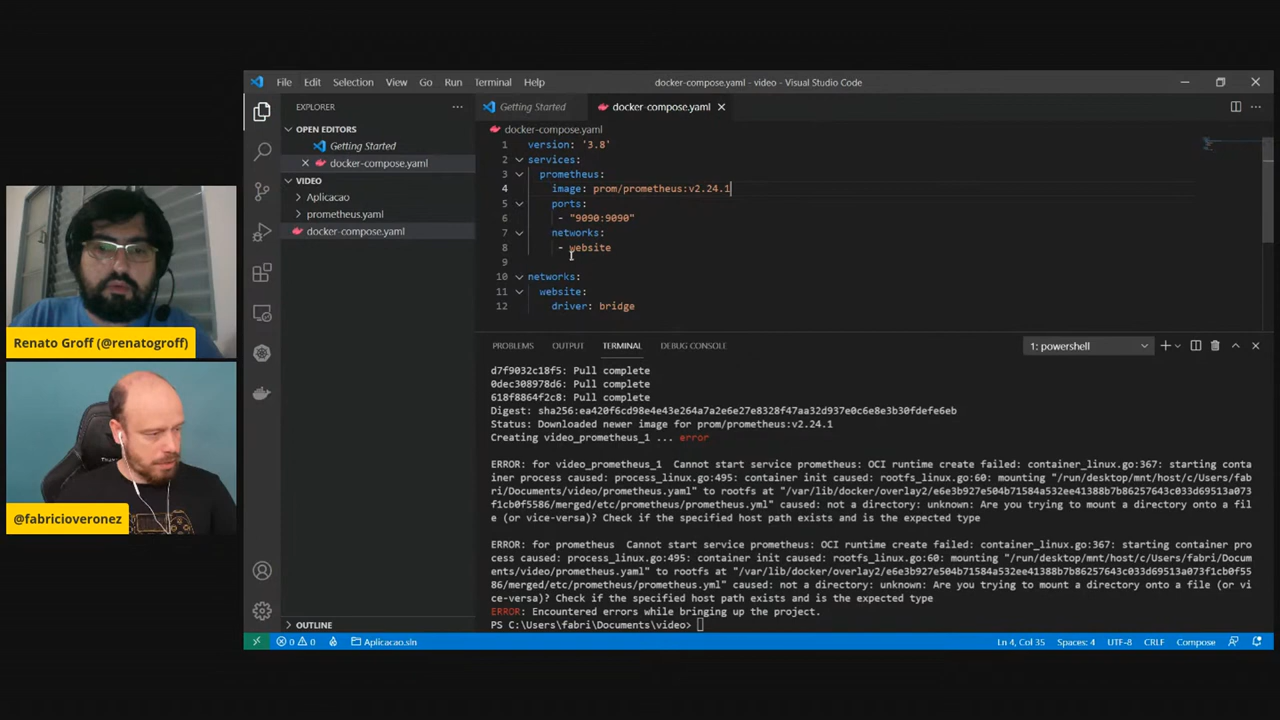 File Edit Selection View Go Run Terminal Help docker-compose.yaml - video - Visual Studio Code
EXPLORER
OPEN EDITORS
Getting Started
docker-compose.yaml
VIDEO
Aplicacao
prometheus.yaml
docker-compose.yaml
OUTLINE
Getting Started docker-compose.yaml
docker-compose.yaml
1 version: '3.8'
2 services:
3 prometheus:
4 image: prom/prometheus:v2.24.1
5 ports:
6 - "9090:9090"
7 networks:
8 - website
9
10 networks:
11 website:
12 driver: bridge
PROBLEMS OUTPUT TERMINAL DEBUG CONSOLE 1: powershell
d7f9032c18f5: Pull complete
0dec308978d6: Pull complete
618f8864f2c8: Pull complete
Digest: sha256:ea420f6cd98e4e43e264a7a2e6e27e8328f47aa32d937e0c6e8e3b30fdefe6eb
Status: Downloaded newer image for prom/prometheus:v2.24.1
Creating video_prometheus_1 ... error
ERROR: for video_prometheus_1 Cannot start service prometheus: OCI runtime create failed: container_linux.go:367: starting conta
iner process caused: process_linux.go:495: container init caused: rootfs_linux.go:60: mounting "/run/desktop/mnt/host/c/Users/fab
ri/Documents/video/prometheus.yaml" to rootfs at "/var/lib/docker/overlay2/e6e3b927e504b71584a532ee41388b7b86257643c033d69513a073
f1cb0f5586/merged/etc/prometheus/prometheus.yml" caused: not a directory: unknown: Are you trying to mount a directory onto a fil
e (or vice-versa)? Check if the specified host path exists and is the expected type
ERROR: for prometheus Cannot start service prometheus: OCI runtime create failed: container_linux.go:367: starting container pro
cess caused: process_linux.go:495: container init caused: rootfs_linux.go:60: mounting "/run/desktop/mnt/host/c/Users/fabri/Docum
ents/video/prometheus.yaml" to rootfs at "/var/lib/docker/overlay2/e6e3b927e504b71584a532ee41388b7b86257643c033d69513a073f1cb0f55
86/merged/etc/prometheus/prometheus.yml" caused: not a directory: unknown: Are you trying to mount a directory onto a file (or vi
ce-versa)? Check if the specified host path exists and is the expected type
ERROR: Encountered errors while bringing up the project.
PS C:\Users\fabri\Documents\video>
0 0 Aplicacao.sln Ln 4, Col 35 Spaces: 4 UTF-8 CRLF Compose
Renato Groff (@renatogroff)
@fabricioveronez